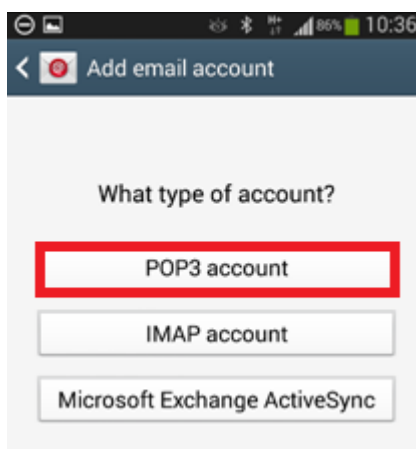 86% 10:36
Add email account
What type of account?
POP3 account
IMAP account
Microsoft Exchange ActiveSync